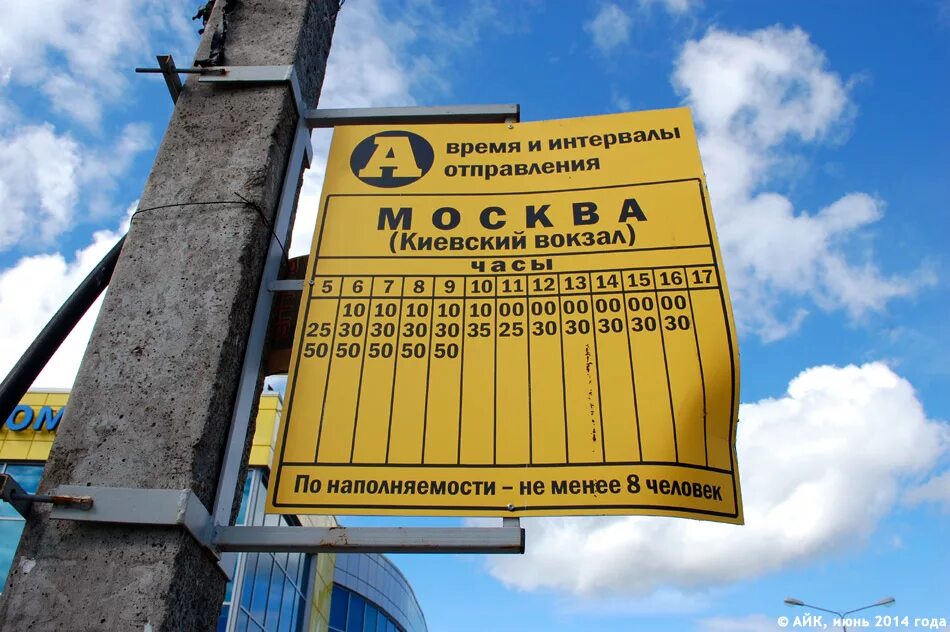 А
время и интервалы
отправления
МОСКВА
(Киевский вокзал)
часы
5 6 7 8 9 10 11 12 13 14 15 16 17
10 10 10 10 10 00 00 00 00 00 00
25 30 30 30 30 35 25 30 30 30 30 30
50 50 50 50 50
По наполняемости – не менее 8 человек
ОМ
© АЙК, июнь 2014 года